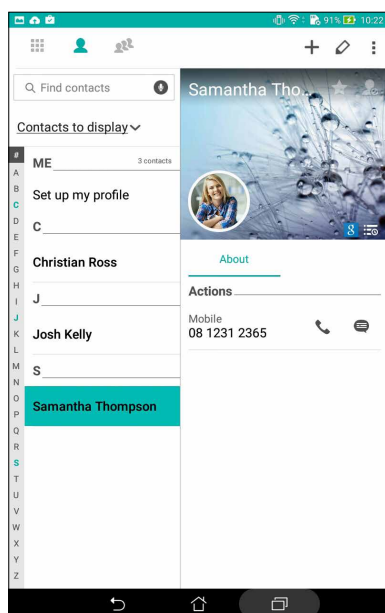 91% 10:22
Find contacts
Contacts to display
ME
3 contacts
Set up my profile
C
Christian Ross
J
Josh Kelly
S
Samantha Thompson
#
A
B
C
D
E
F
G
H
I
J
K
L
M
N
O
P
Q
R
S
T
U
V
W
X
Y
Z
Samantha Tho...
8
About
Actions
Mobile
08 1231 2365